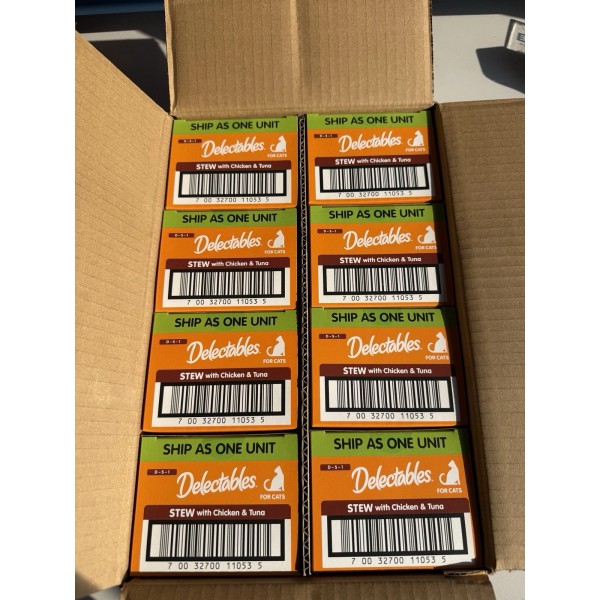 SHIP AS ONE UNIT
Delectables
FOR CATS
STEW with Chicken & Tuna
7 00 32700 11053 5
SHIP AS ONE UNIT
D-S-I
Delectables
FOR CATS
STEW with Chicken & Tuna
7 00 32700 11053 5
SHIP AS ONE UNIT
D-S-I
Delectables
FOR CATS
STEW with Chicken & Tuna
7 00 32700 11053 5
SHIP AS ONE UNIT
D-S-I
Delectables
FOR CATS
STEW with Chicken & Tuna
7 00 32700 11053 5
SHIP AS ONE UNIT
D-S-I
Delectables
FOR CATS
STEW with Chicken & Tuna
7 00 32700 11053 5
SHIP AS ONE UNIT
D-S-I
Delectables
FOR CATS
STEW with Chicken & Tuna
7 00 32700 11053 5
SHIP AS ONE UNIT
D-S-I
Delectables
FOR CATS
STEW with Chicken & Tuna
7 00 32700 11053 5
SHIP AS ONE UNIT
D-S-I
Delectables
FOR CATS
STEW with Chicken & Tuna
7 00 32700 11053 5